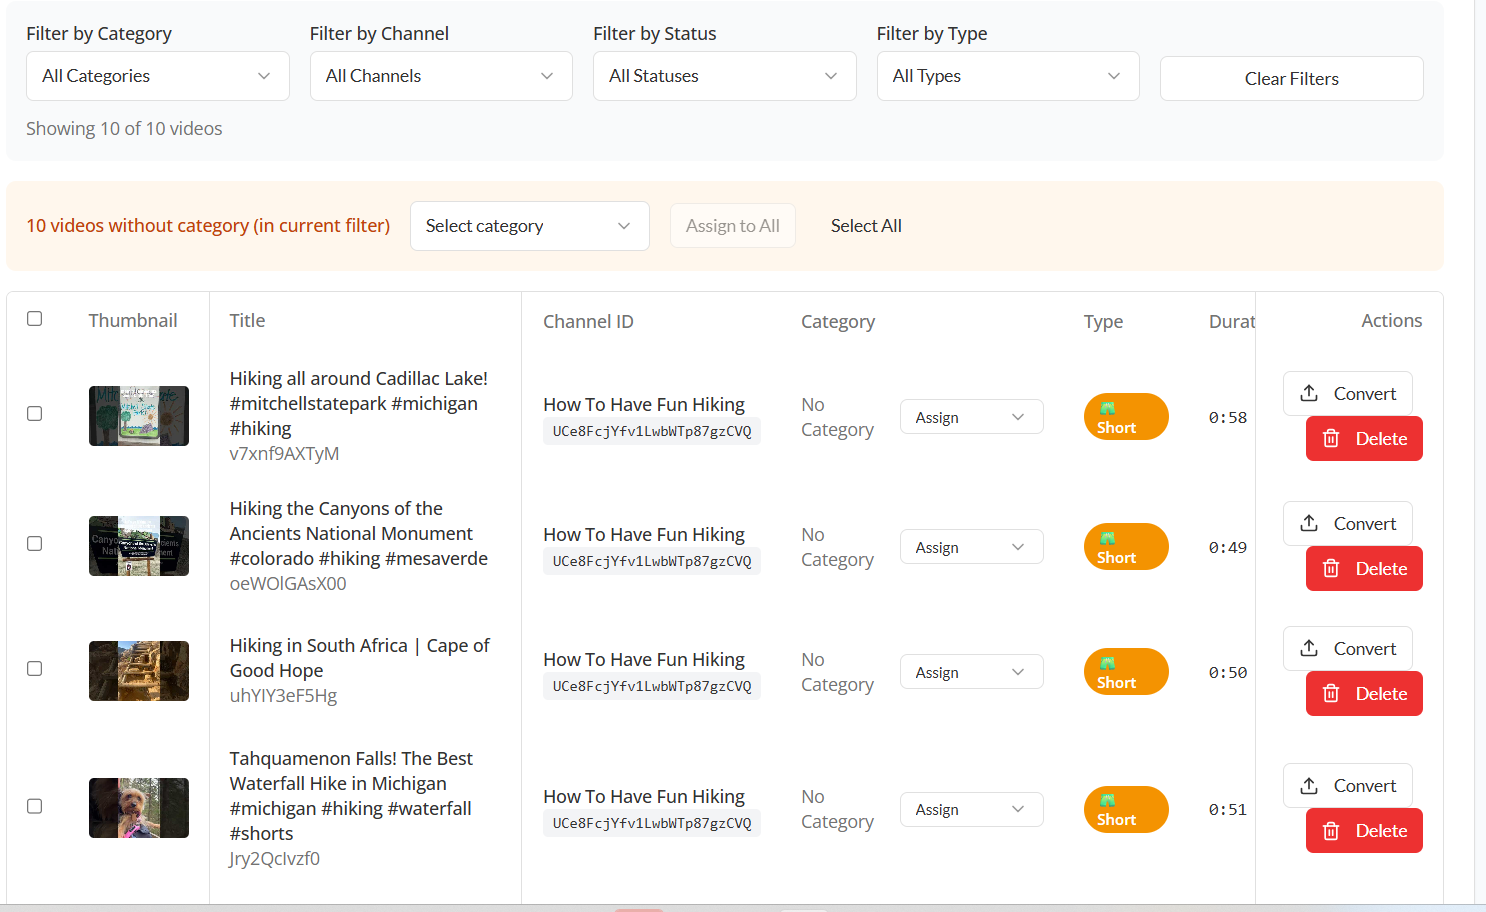 Filter by Category
Filter by Channel
Filter by Status
Filter by Type
All Categories
All Channels
All Statuses
All Types
Clear Filters
Showing 10 of 10 videos
10 videos without category (in current filter)
Select category
Assign to All
Select All
Thumbnail
Title
Channel ID
Category
Type
Durat
Actions
Hiking all around Cadillac Lake!
#mitchellstatepark #michigan
#hiking
v7xnf9AXTyM
How To Have Fun Hiking
UCe8FcjYfv1LwbWTp87gzCVQ
No
Category
Assign
Short
0:58
Convert
Delete
Hiking the Canyons of the
Ancients National Monument
#colorado #hiking #mesaverde
oeWOlGAsX00
How To Have Fun Hiking
UCe8FcjYfv1LwbWTp87gzCVQ
No
Category
Assign
Short
0:49
Convert
Delete
Hiking in South Africa | Cape of
Good Hope
uhYIY3eF5Hg
How To Have Fun Hiking
UCe8FcjYfv1LwbWTp87gzCVQ
No
Category
Assign
Short
0:50
Convert
Delete
Tahquamenon Falls! The Best
Waterfall Hike in Michigan
#michigan #hiking #waterfall
#shorts
Jry2QcIvzf0
How To Have Fun Hiking
UCe8FcjYfv1LwbWTp87gzCVQ
No
Category
Assign
Short
0:51
Convert
Delete